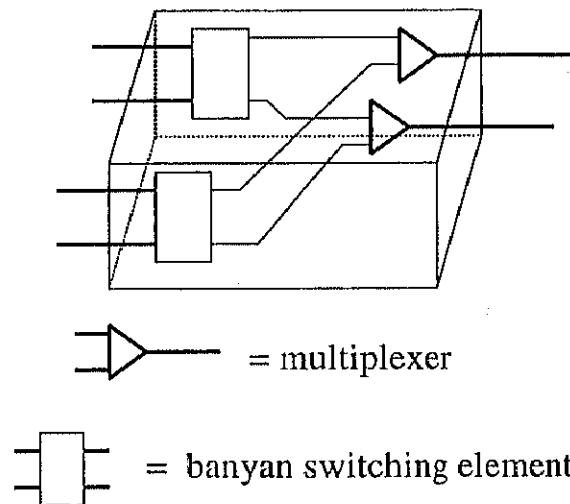 = multiplexer
= banyan switching element